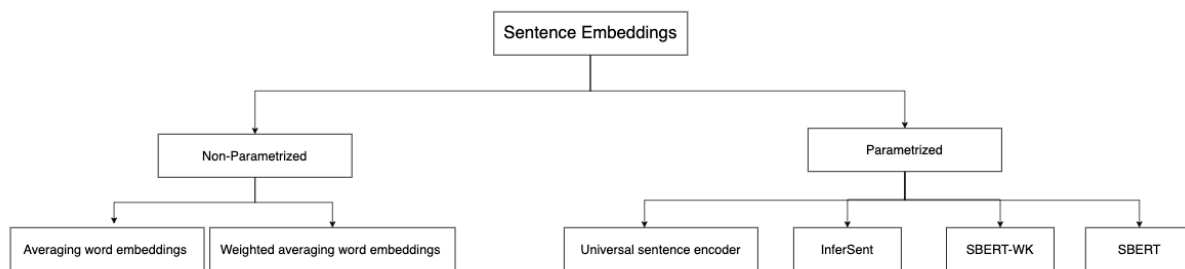 Sentence Embeddings
Non-Parametrized
Parametrized
Averaging word embeddings
Weighted averaging word embeddings
Universal sentence encoder
InferSent
SBERT-WK
SBERT